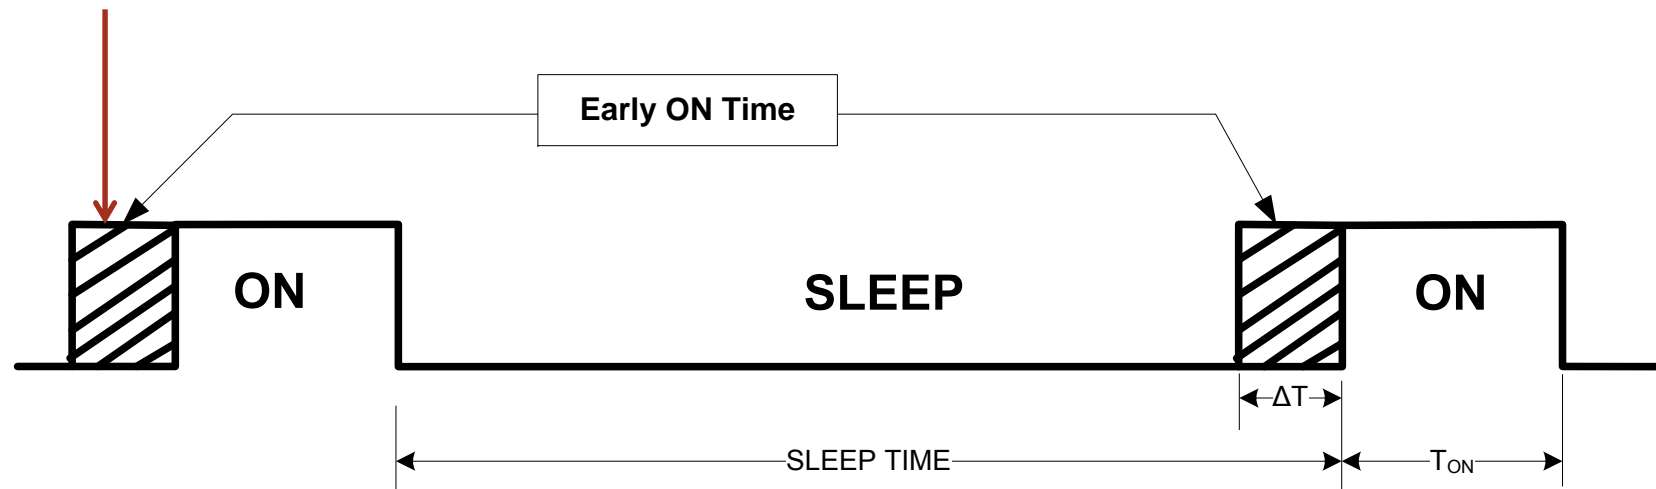 Early ON Time
ON
SLEEP
ON
ΔT
SLEEP TIME
TON